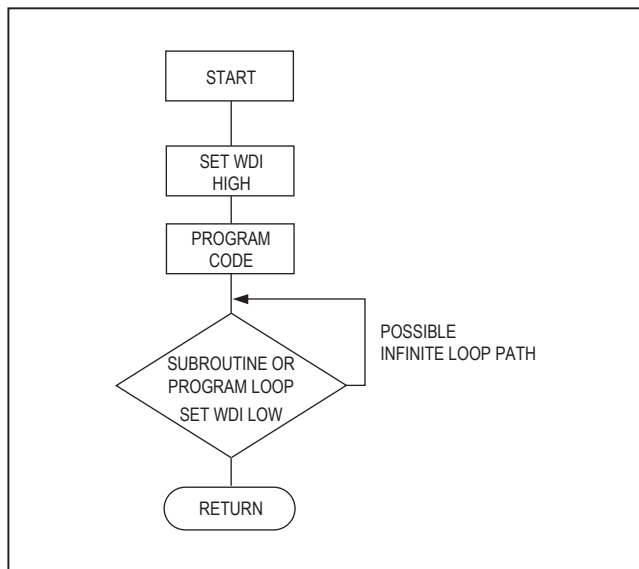 START
SET WDI
HIGH
PROGRAM
CODE
POSSIBLE
INFINITE LOOP PATH
SUBROUTINE OR
PROGRAM LOOP
SET WDI LOW
RETURN